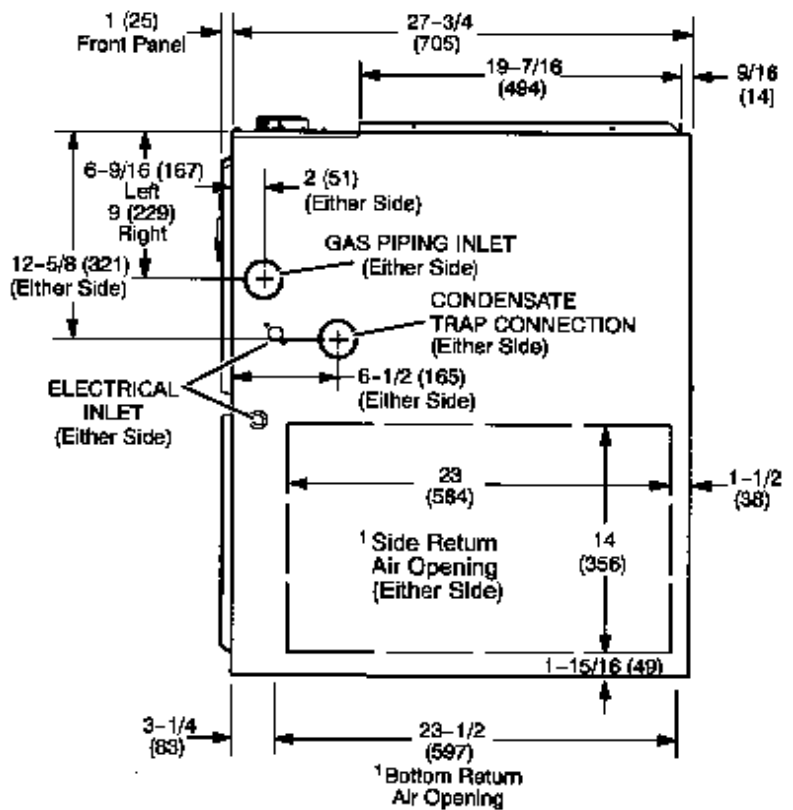 1 (25)
Front Panel
27-3/4
(705)
19-7/16
(494)
9/16
(14)
6-9/16 (167)
Left
9 (229)
Right
2 (51)
(Either Side)
12-5/8 (321)
(Either Side)
GAS PIPING INLET
(Either Side)
CONDENSATE
TRAP CONNECTION
(Either Side)
6-1/2 (165)
(Either Side)
ELECTRICAL
INLET
(Either Side)
23
(584)
1-1/2
(38)
14
(356)
1 Side Return
Air Opening
(Either Side)
1-15/16 (49)
3-1/4
(83)
23-1/2
(597)
1 Bottom Return
Air Opening